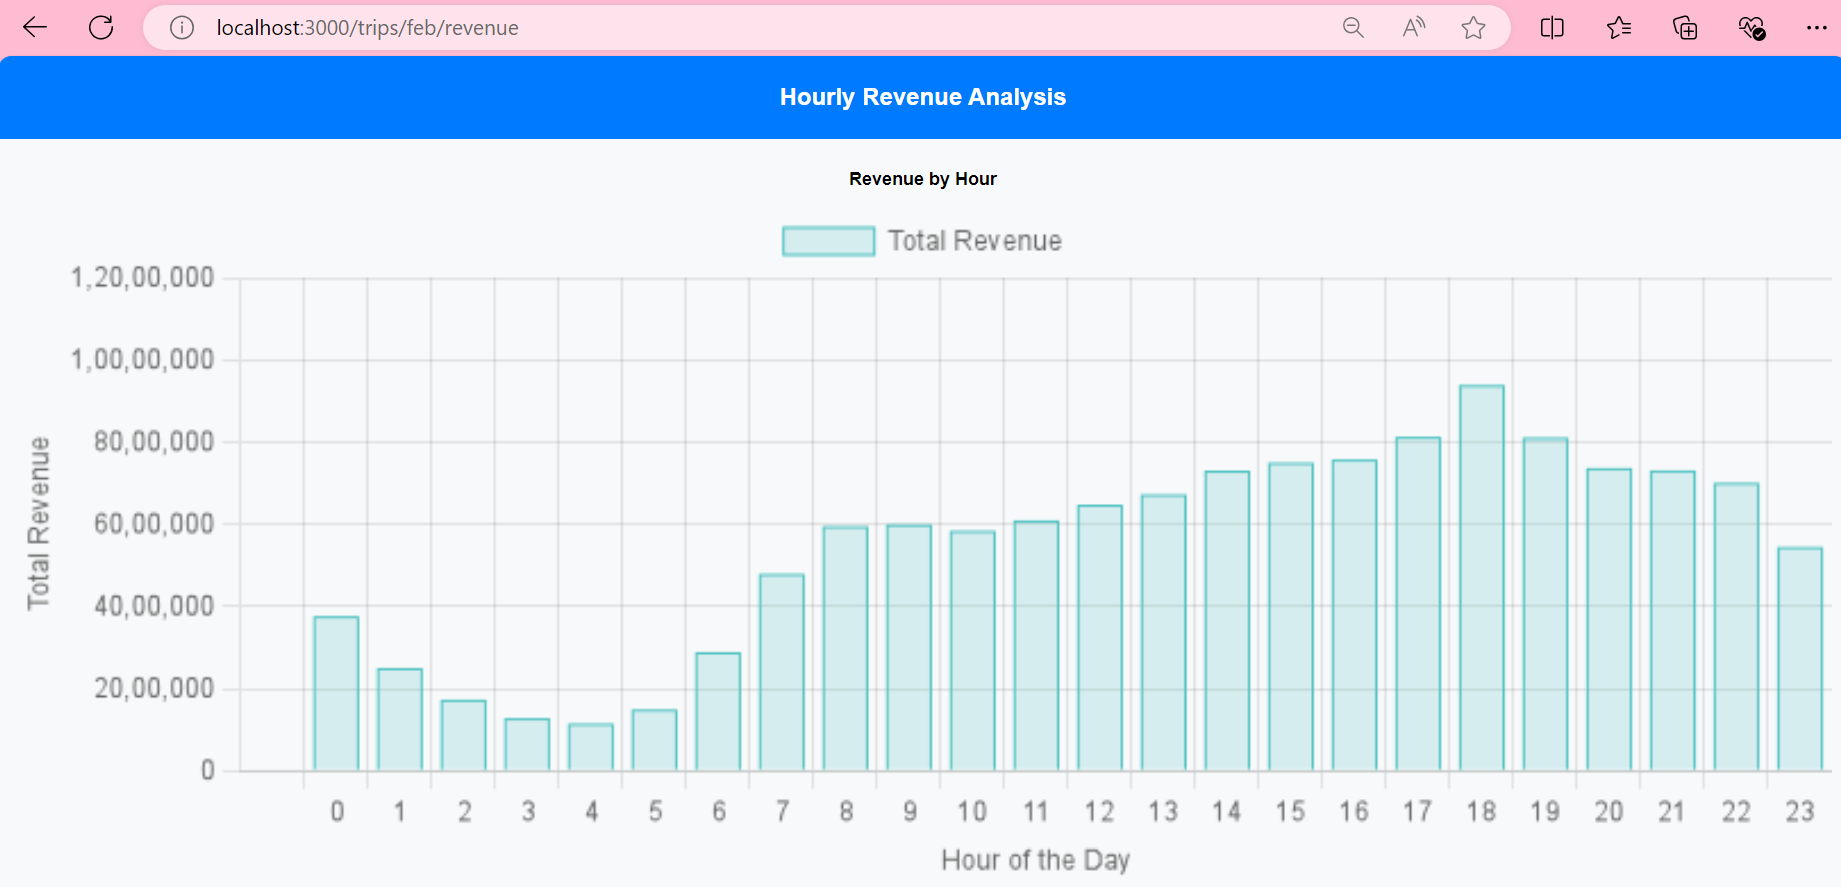 localhost:3000/trips/feb/revenue
Hourly Revenue Analysis
Revenue by Hour
Total Revenue
1,20,00,000
1,00,00,000
80,00,000
60,00,000
40,00,000
20,00,000
0
Total Revenue
0 1 2 3 4 5 6 7 8 9 10 11 12 13 14 15 16 17 18 19 20 21 22 23
Hour of the Day